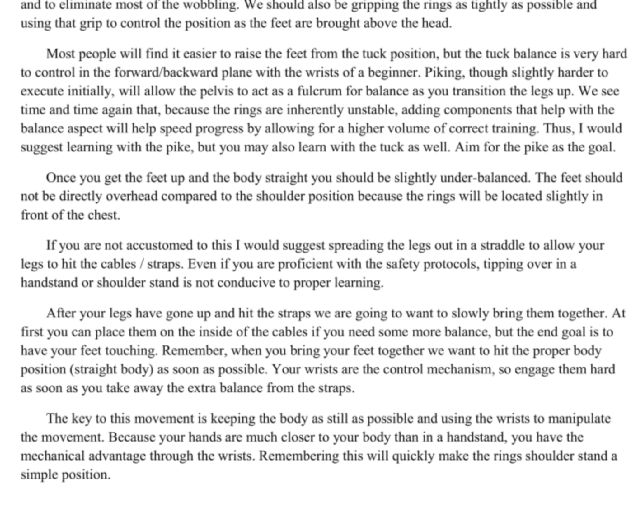 and to eliminate most of the wobbling. We should also be gripping the rings as tightly as possible and
using that grip to control the position as the feet are brought above the head.
Most people will find it easier to raise the feet from the tuck position, but the tuck balance is very hard
to control in the forward/backward plane with the wrists of a beginner. Piking, though slightly harder to
execute initially, will allow the pelvis to act as a fulcrum for balance as you transition the legs up. We see
time and time again that, because the rings are inherently unstable, adding components that help with the
balance aspect will help speed progress by allowing for a higher volume of correct training. Thus, I would
suggest learning with the pike, but you may also learn with the tuck as well. Aim for the pike as the goal.
Once you get the feet up and the body straight you should be slightly under-balanced. The feet should
not be directly overhead compared to the shoulder position because the rings will be located slightly in
front of the chest.
If you are not accustomed to this I would suggest spreading the legs out in a straddle to allow your
legs to hit the cables / straps. Even if you are proficient with the safety protocols, tipping over in a
handstand or shoulder stand is not conducive to proper learning.
After your legs have gone up and hit the straps we are going to want to slowly bring them together. At
first you can place them on the inside of the cables if you need some more balance, but the end goal is to
have your feet touching. Remember, when you bring your feet together we want to hit the proper body
position (straight body) as soon as possible. Your wrists are the control mechanism, so engage them hard
as soon as you take away the extra balance from the straps.
The key to this movement is keeping the body as still as possible and using the wrists to manipulate
the movement. Because your hands are much closer to your body than in a handstand, you have the
mechanical advantage through the wrists. Remembering this will quickly make the rings shoulder stand a
simple position.